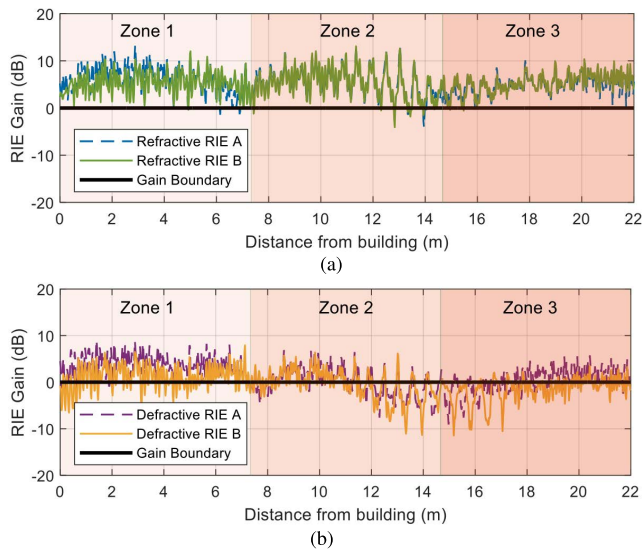 20
10
0
-10
-20
RIE Gain (dB)
Zone 1 Zone 2 Zone 3
Refractive RIE A
Refractive RIE B
Gain Boundary
0 2 4 6 8 10 12 14 16 18 20 22
Distance from building (m)
(a)
20
10
0
-10
-20
RIE Gain (dB)
Zone 1 Zone 2 Zone 3
Defractive RIE A
Defractive RIE B
Gain Boundary
0 2 4 6 8 10 12 14 16 18 20 22
Distance from building (m)
(b)